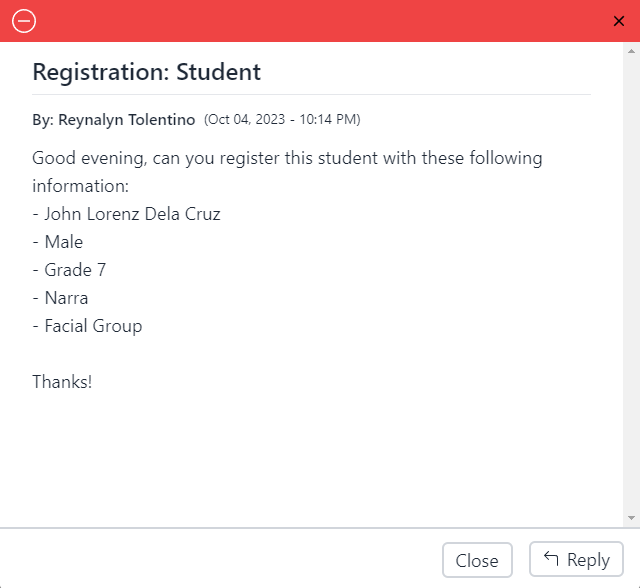 Registration: Student
By: Reynalyn Tolentino (Oct 04, 2023 - 10:14 PM)
Good evening, can you register this student with these following
information:
- John Lorenz Dela Cruz
- Male
- Grade 7
- Narra
- Facial Group
Thanks!
Close
Reply